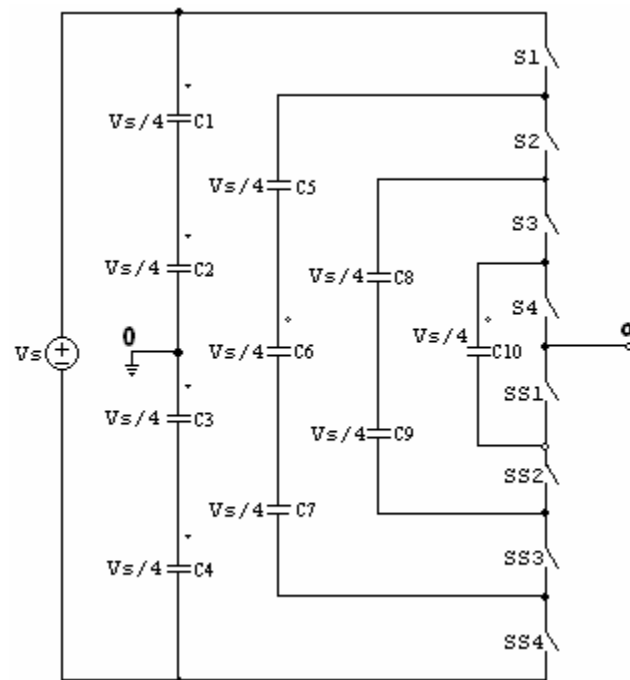 S1
Vs/4 C1
S2
Vs/4 C5
S3
Vs/4 C2
Vs/4 C8
S4
Vs/4 C10
0
Vs
Vs/4 C6
o
SS1
Vs/4 C3
Vs/4 C9
SS2
Vs/4 C7
SS3
Vs/4 C4
SS4